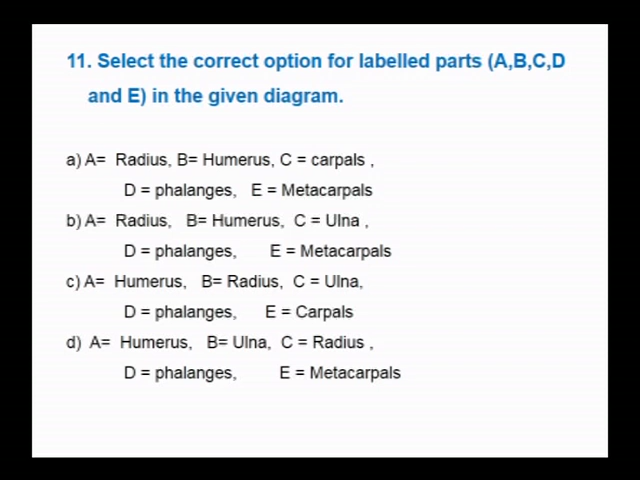 11. Select the correct option for labelled parts (A,B,C,D
and E) in the given diagram.
a) A= Radius, B= Humerus, C = carpals ,
D = phalanges, E = Metacarpals
b) A= Radius, B= Humerus, C = Ulna ,
D = phalanges, E = Metacarpals
c) A= Humerus, B= Radius, C = Ulna,
D = phalanges, E = Carpals
d) A= Humerus, B= Ulna, C = Radius ,
D = phalanges, E = Metacarpals